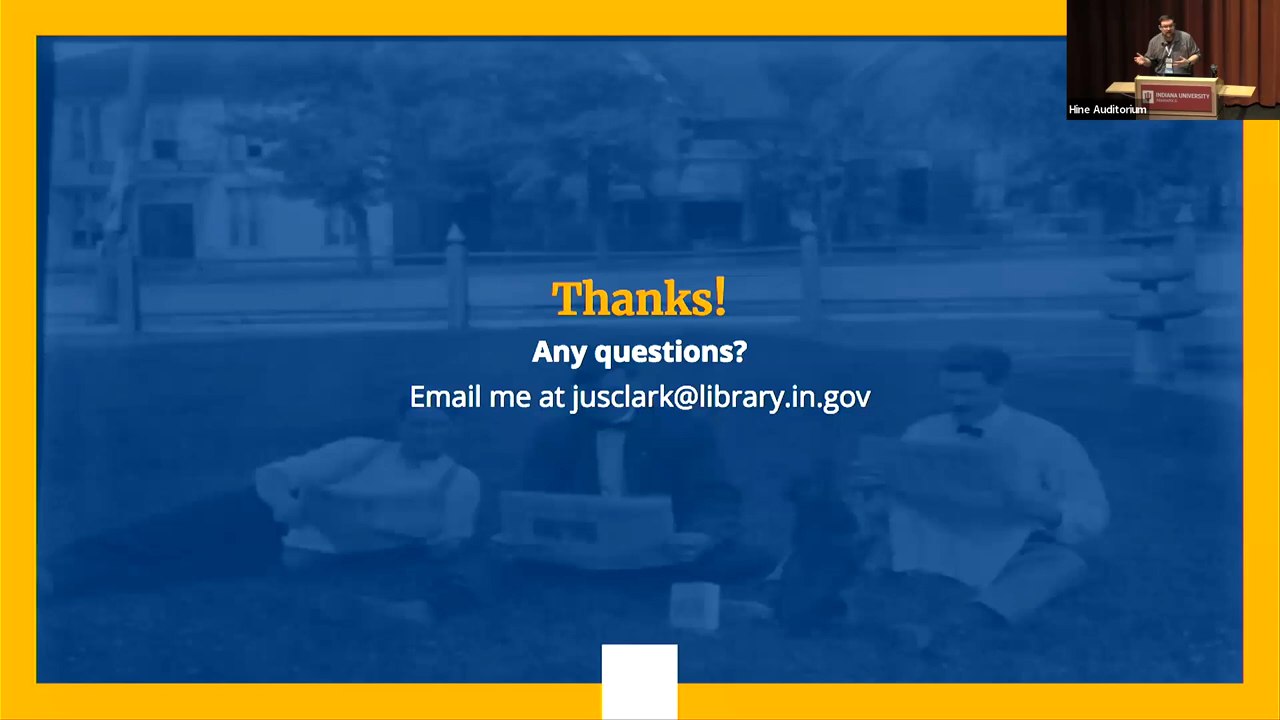 Thanks!
Any questions?
Email me at jusclark@library.in.gov
INDIANA UNIVERSITY
Hine Auditorium